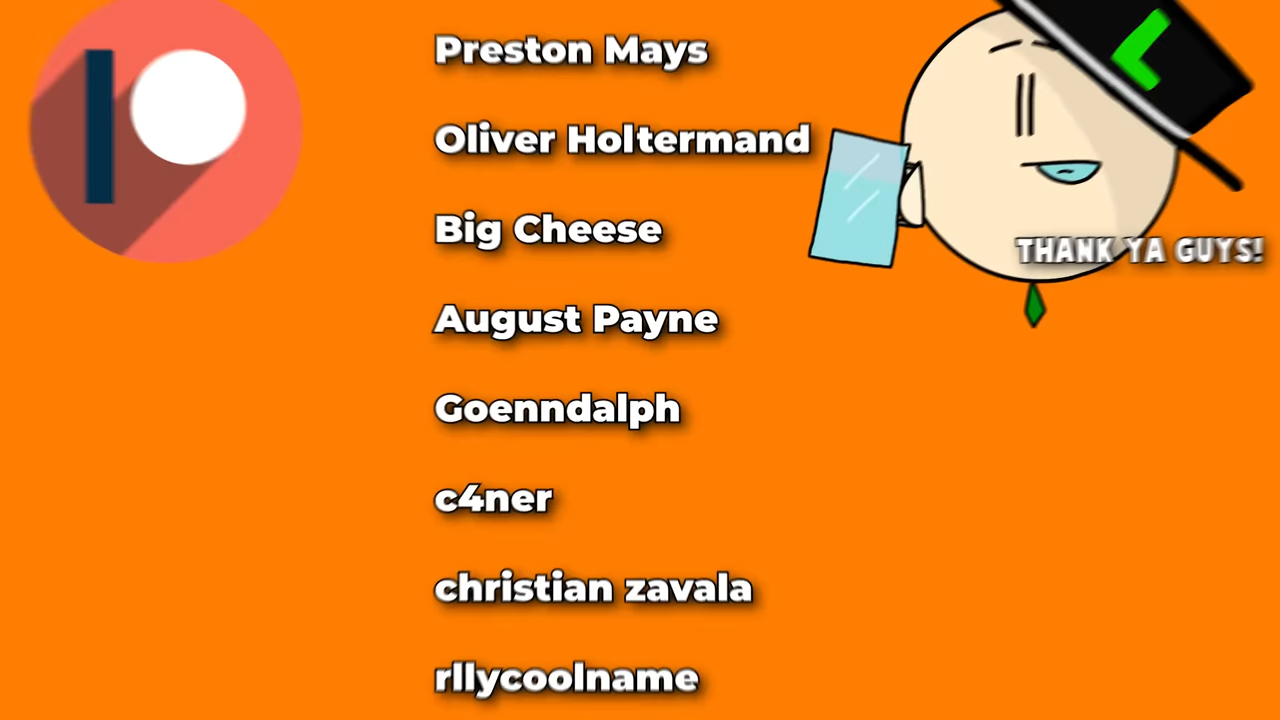 Preston Mays
Oliver Holtermand
Big Cheese
August Payne
Goenndalph
c4ner
christian zavala
rllycoolname
L
THANK YA GUYS!